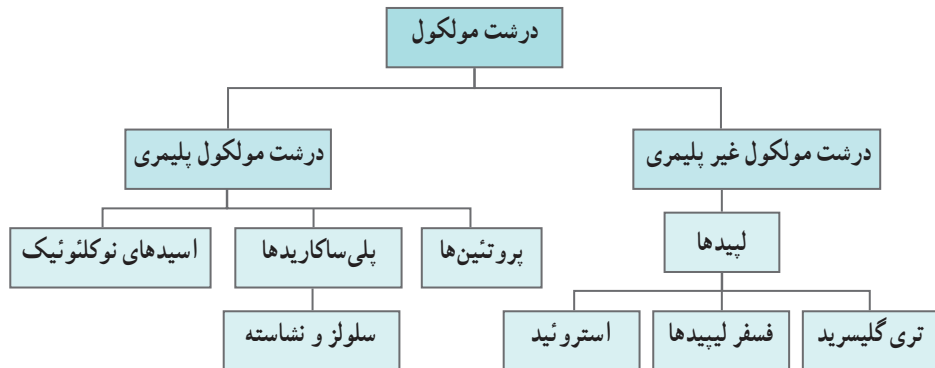 درشت مولکول
درشت مولکول غیر پلیمری
درشت مولکول پلیمری
لپیدها
پروتئین‌ها
پلی‌ساکاریدها
اسیدهای نوکلئوئیک
تری گلیسرید
فسفر لیپیدها
استروئید
سلولز و نشاسته